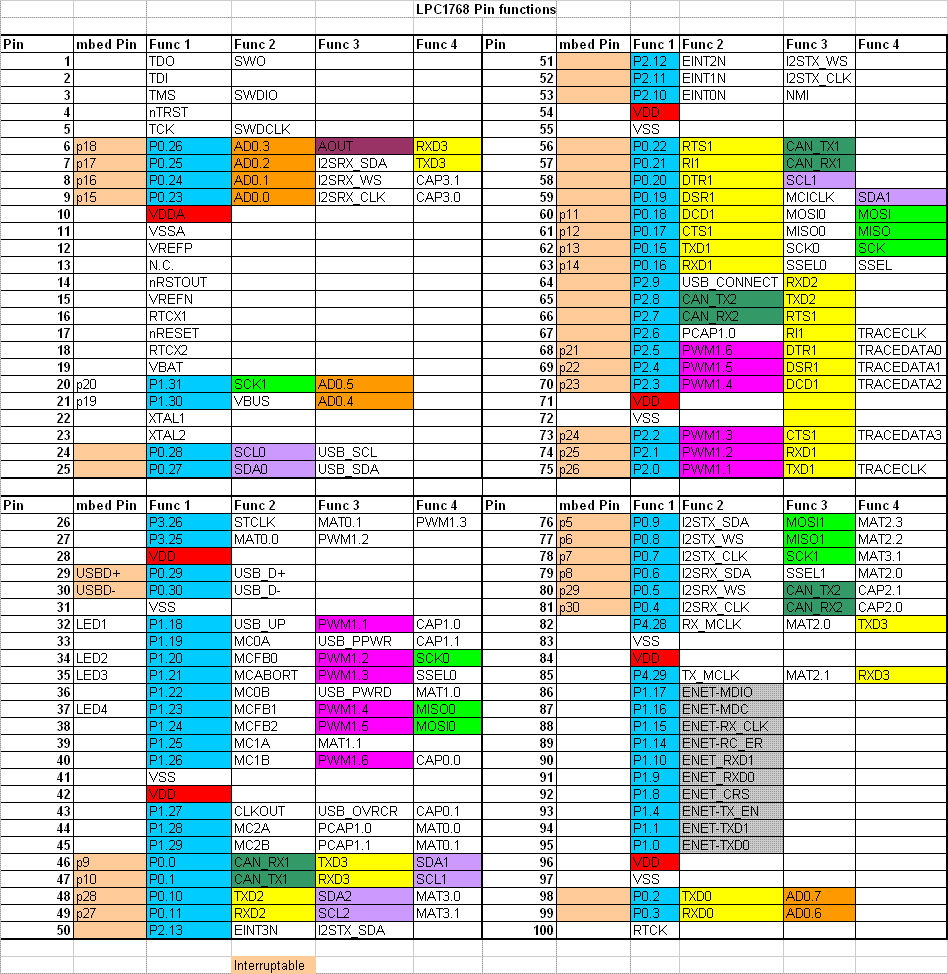 LPC1768 Pin functions
Pin mbed Pin Func 1 Func 2 Func 3 Func 4
1 TDO SWO
2 TDI
3 TMS SWDIO
4 nTRST
5 TCK SWDCLK
6 p18 P0.26 AD0.3 AOUT RXD3
7 p17 P0.25 AD0.2 I2SRX_SDA TXD3
8 p16 P0.24 AD0.1 I2SRX_WS CAP3.1
9 p15 P0.23 AD0.0 I2SRX_CLK CAP3.0
10 VDDA
11 VSSA
12 VREFP
13 N.C.
14 nRSTOUT
15 VREFN
16 RTCX1
17 nRESET
18 RTCX2
19 VBAT
20 p20 P1.31 SCK1 AD0.5
21 p19 P1.30 VBUS AD0.4
22 XTAL1
23 XTAL2
24 P0.28 SCL0 USB_SCL
25 P0.27 SDA0 USB_SDA
Pin mbed Pin Func 1 Func 2 Func 3 Func 4
51 P2.12 EINT2N I2STX_WS
52 P2.11 EINT1N I2STX_CLK
53 P2.10 EINT0N NMI
54 VDD
55 VSS
56 P0.22 RTS1 CAN_TX1
57 P0.21 RI1 CAN_RX1
58 P0.20 DTR1 SCL1
59 P0.19 DSR1 MCICLK SDA1
60 p11 P0.18 DCD1 MOSI0 MOSI
61 p12 P0.17 CTS1 MISO0 MISO
62 p13 P0.15 TXD1 SCK0 SCK
63 p14 P0.16 RXD1 SSEL0 SSEL
64 P2.9 USB_CONNECT RXD2
65 P2.8 CAN_TX2 TXD2
66 P2.7 CAN_RX2 RTS1
67 P2.6 PCAP1.0 RI1 TRACECLK
68 p21 P2.5 PWM1.6 DTR1 TRACEDATA0
69 p22 P2.4 PWM1.5 DSR1 TRACEDATA1
70 p23 P2.3 PWM1.4 DCD1 TRACEDATA2
71 VDD
72 VSS
73 p24 P2.2 PWM1.3 CTS1 TRACEDATA3
74 p25 P2.1 PWM1.2 RXD1
75 p26 P2.0 PWM1.1 TXD1 TRACECLK
Pin mbed Pin Func 1 Func 2 Func 3 Func 4
26 P3.26 STCLK MAT0.1 PWM1.3
27 P3.25 MAT0.0 PWM1.2
28 VDD
29 USBD+ P0.29 USB_D+
30 USBD- P0.30 USB_D-
31 VSS
32 LED1 P1.18 USB_UP PWM1.1 CAP1.0
33 P1.19 MC0A USB_PPWR CAP1.1
34 LED2 P1.20 MCFB0 PWM1.2 SCK0
35 LED3 P1.21 MCABORT PWM1.3 SSEL0
36 P1.22 MC0B USB_PWRD MAT1.0
37 LED4 P1.23 MCFB1 PWM1.4 MISO0
38 P1.24 MCFB2 PWM1.5 MOSI0
39 P1.25 MC1A MAT1.1
40 P1.26 MC1B PWM1.6 CAP0.0
41 VSS
42 VDD
43 P1.27 CLKOUT USB_OVRCR CAP0.1
44 P1.28 MC2A PCAP1.0 MAT0.0
45 P1.29 MC2B PCAP1.1 MAT0.1
46 p9 P0.0 CAN_RX1 TXD3 SDA1
47 p10 P0.1 CAN_TX1 RXD3 SCL1
48 p28 P0.10 TXD2 SDA2 MAT3.0
49 p27 P0.11 RXD2 SCL2 MAT3.1
50 P2.13 EINT3N I2STX_SDA
Pin mbed Pin Func 1 Func 2 Func 3 Func 4
76 p5 P0.9 I2STX_SDA MOSI1 MAT2.3
77 p6 P0.8 I2STX_WS MISO1 MAT2.2
78 p7 P0.7 I2STX_CLK SCK1 MAT3.1
79 p8 P0.6 I2SRX_SDA SSEL1 MAT2.0
80 p29 P0.5 I2SRX_WS CAN_TX2 CAP2.1
81 p30 P0.4 I2SRX_CLK CAN_RX2 CAP2.0
82 P4.28 RX_MCLK MAT2.0 TXD3
83 VSS
84 VDD
85 P4.29 TX_MCLK MAT2.1 RXD3
86 P1.17 ENET-MDIO
87 P1.16 ENET-MDC
88 P1.15 ENET-RX_CLK
89 P1.14 ENET-RC_ER
90 P1.10 ENET_RXD1
91 P1.9 ENET_RXD0
92 P1.8 ENET_CRS
93 P1.4 ENET-TX_EN
94 P1.1 ENET-TXD1
95 P1.0 ENET-TXD0
96 VDD
97 VSS
98 P0.2 TXD0 AD0.7
99 P0.3 RXD0 AD0.6
100 RTCK
Interruptable